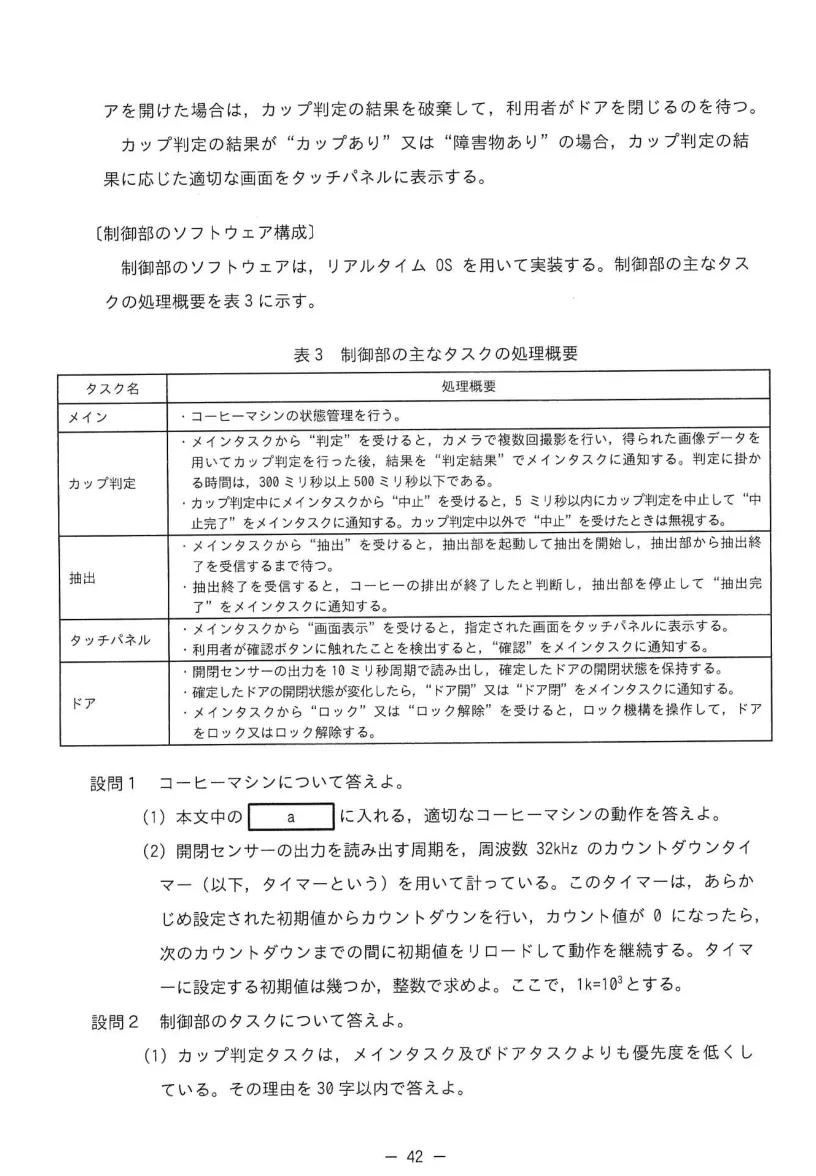 アを開けた場合は，カップ判定の結果を破棄して，利用者がドアを閉じるのを待つ。
カップ判定の結果が“カップあり”又は“障害物あり”の場合，カップ判定の結
果に応じた適切な画面をタッチパネルに表示する。
〔制御部のソフトウェア構成〕
制御部のソフトウェアは，リアルタイム OS を用いて実装する。制御部の主なタス
クの処理概要を表３に示す。
表３　制御部の主なタスクの処理概要
タスク名
処理概要
メイン
・コーヒーマシンの状態管理を行う。
カップ判定
・メインタスクから“判定”を受けると，カメラで複数回撮影を行い，得られた画像データを
用いてカップ判定を行った後，結果を“判定結果”でメインタスクに通知する。判定に掛か
る時間は，300 ミリ秒以上 500 ミリ秒以下である。
・カップ判定中にメインタスクから“中止”を受けると，5 ミリ秒以内にカップ判定を中止して“中
止完了”をメインタスクに通知する。カップ判定中以外で“中止”を受けたときは無視する。
抽出
・メインタスクから“抽出”を受けると，抽出部を起動して抽出を開始し，抽出部から抽出終
了を受信するまで待つ。
・抽出終了を受信すると，コーヒーの排出が終了したと判断し，抽出部を停止して“抽出完
了”をメインタスクに通知する。
タッチパネル
・メインタスクから“画面表示”を受けると，指定された画面をタッチパネルに表示する。
・利用者が確認ボタンに触れたことを検出すると，“確認”をメインタスクに通知する。
ドア
・開閉センサーの出力を 10 ミリ秒周期で読み出し，確定したドアの開閉状態を保持する。
・確定したドアの開閉状態が変化したら，“ドア開”又は“ドア閉”をメインタスクに通知する。
・メインタスクから“ロック”又は“ロック解除”を受けると，ロック機構を操作して，ドア
をロック又はロック解除する。
設問１　コーヒーマシンについて答えよ。
(1) 本文中の a に入れる，適切なコーヒーマシンの動作を答えよ。
(2) 開閉センサーの出力を読み出す周期を，周波数 32kHz のカウントダウンタイ
マー（以下，タイマーという）を用いて計っている。このタイマーは，あらか
じめ設定された初期値からカウントダウンを行い，カウント値が 0 になったら，
次のカウントダウンまでの間に初期値をリロードして動作を継続する。タイマ
ーに設定する初期値は幾つか，整数で求めよ。ここで，1k=10³とする。
設問２　制御部のタスクについて答えよ。
(1) カップ判定タスクは，メインタスク及びドアタスクよりも優先度を低くし
ている。その理由を 30 字以内で答えよ。
－ 42 －